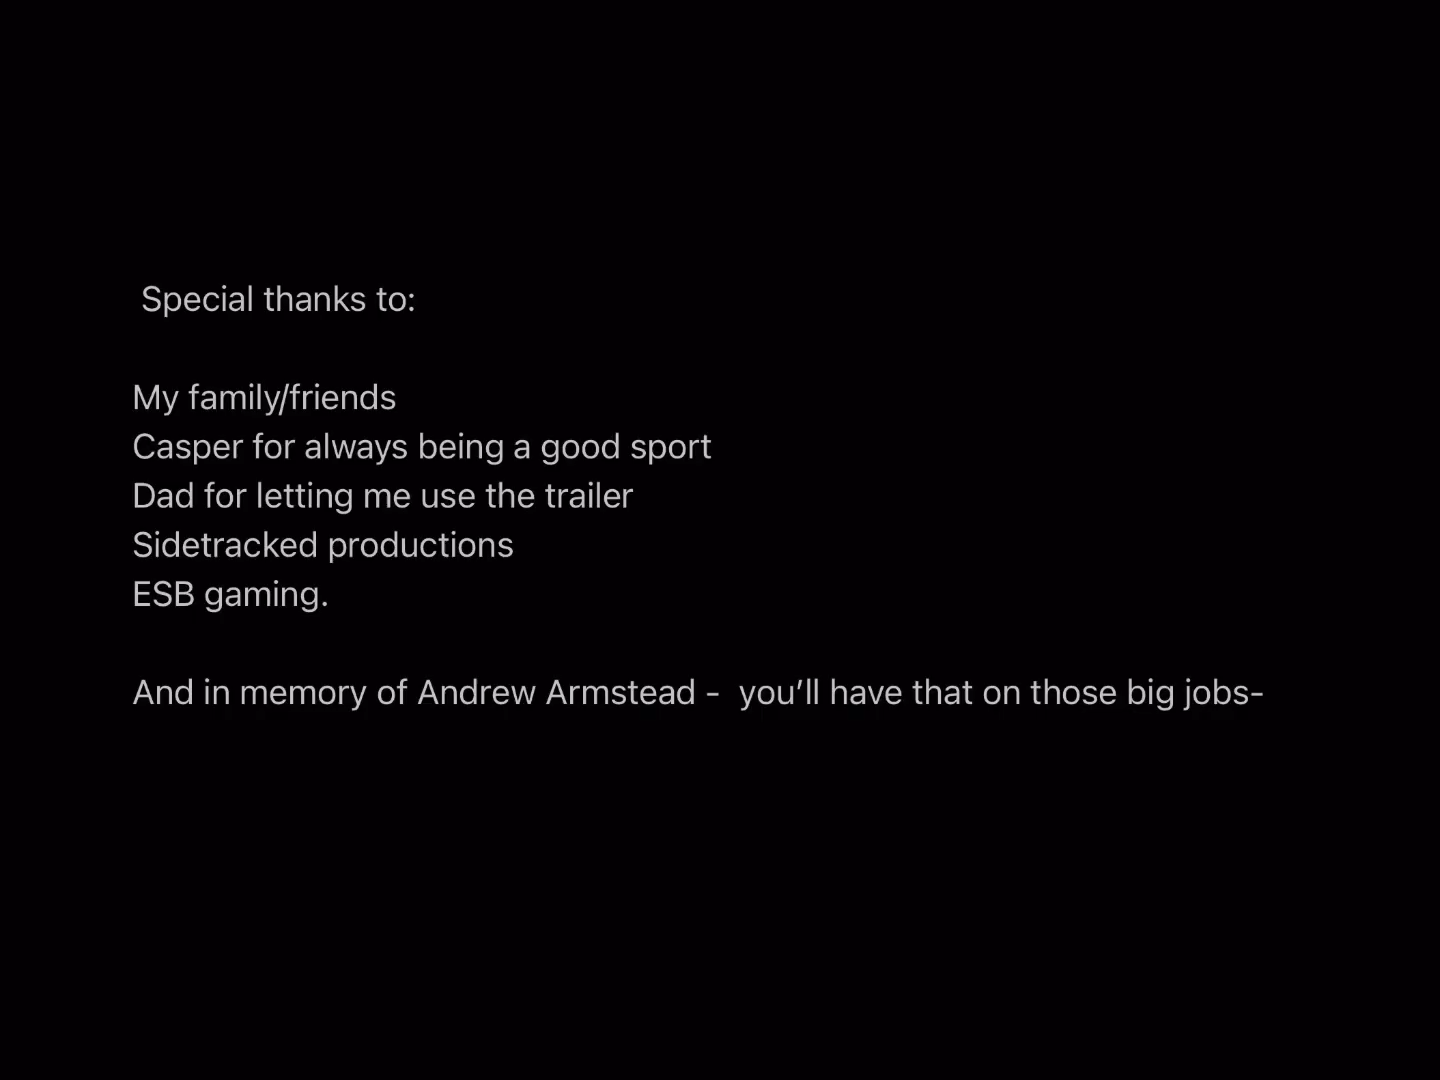 Special thanks to:
My family/friends
Casper for always being a good sport
Dad for letting me use the trailer
Sidetracked productions
ESB gaming.
And in memory of Andrew Armstead -  you’ll have that on those big jobs-